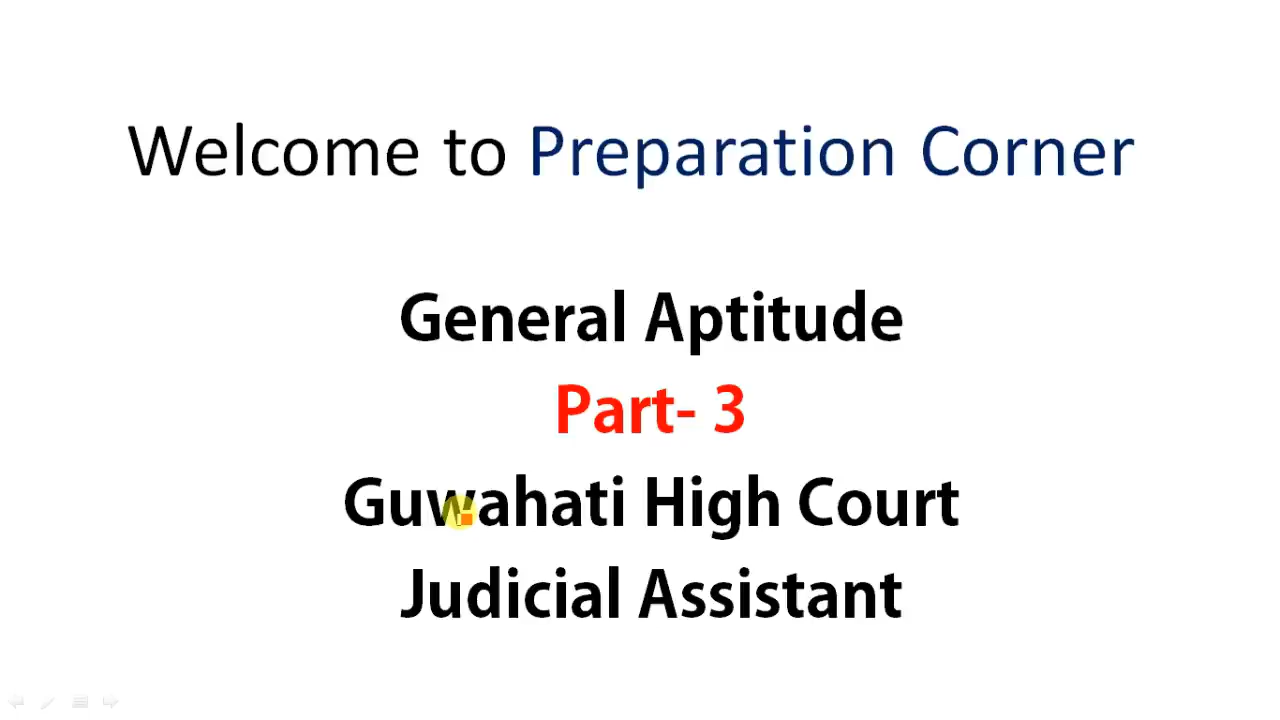 Welcome to Preparation Corner
General Aptitude
Part- 3
Guwahati High Court
Judicial Assistant